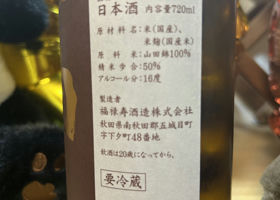 日本酒 内容量720ml
原材料名：米(国産)、
米麹(国産米)
原料米：山田錦100%
精米歩合：50%
アルコール分：16度
製造者
福禄寿酒造株式会社
秋田県南秋田郡五城目町
字下夕町48番地
飲酒は20歳になってから。
要冷蔵